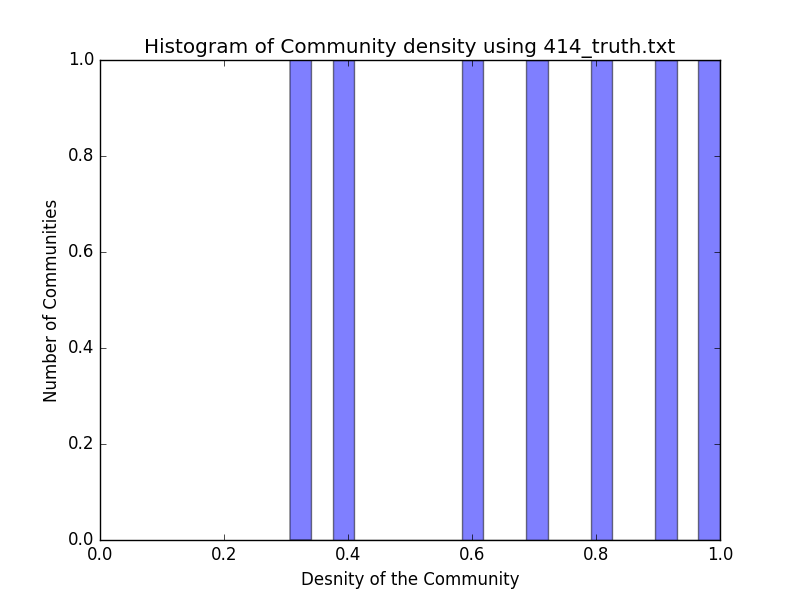 Histogram of Community density using 414_truth.txt
1.0
0.8
0.6
0.4
0.2
0.0
Number of Communities
0.0 0.2 0.4 0.6 0.8 1.0
Desnity of the Community